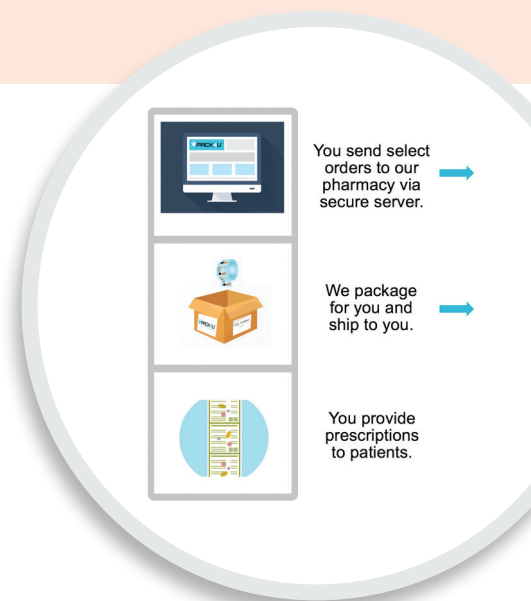 PACK4U
You send select
orders to our
pharmacy via
secure server.
We package
for you and
ship to you.
You provide
prescriptions
to patients.